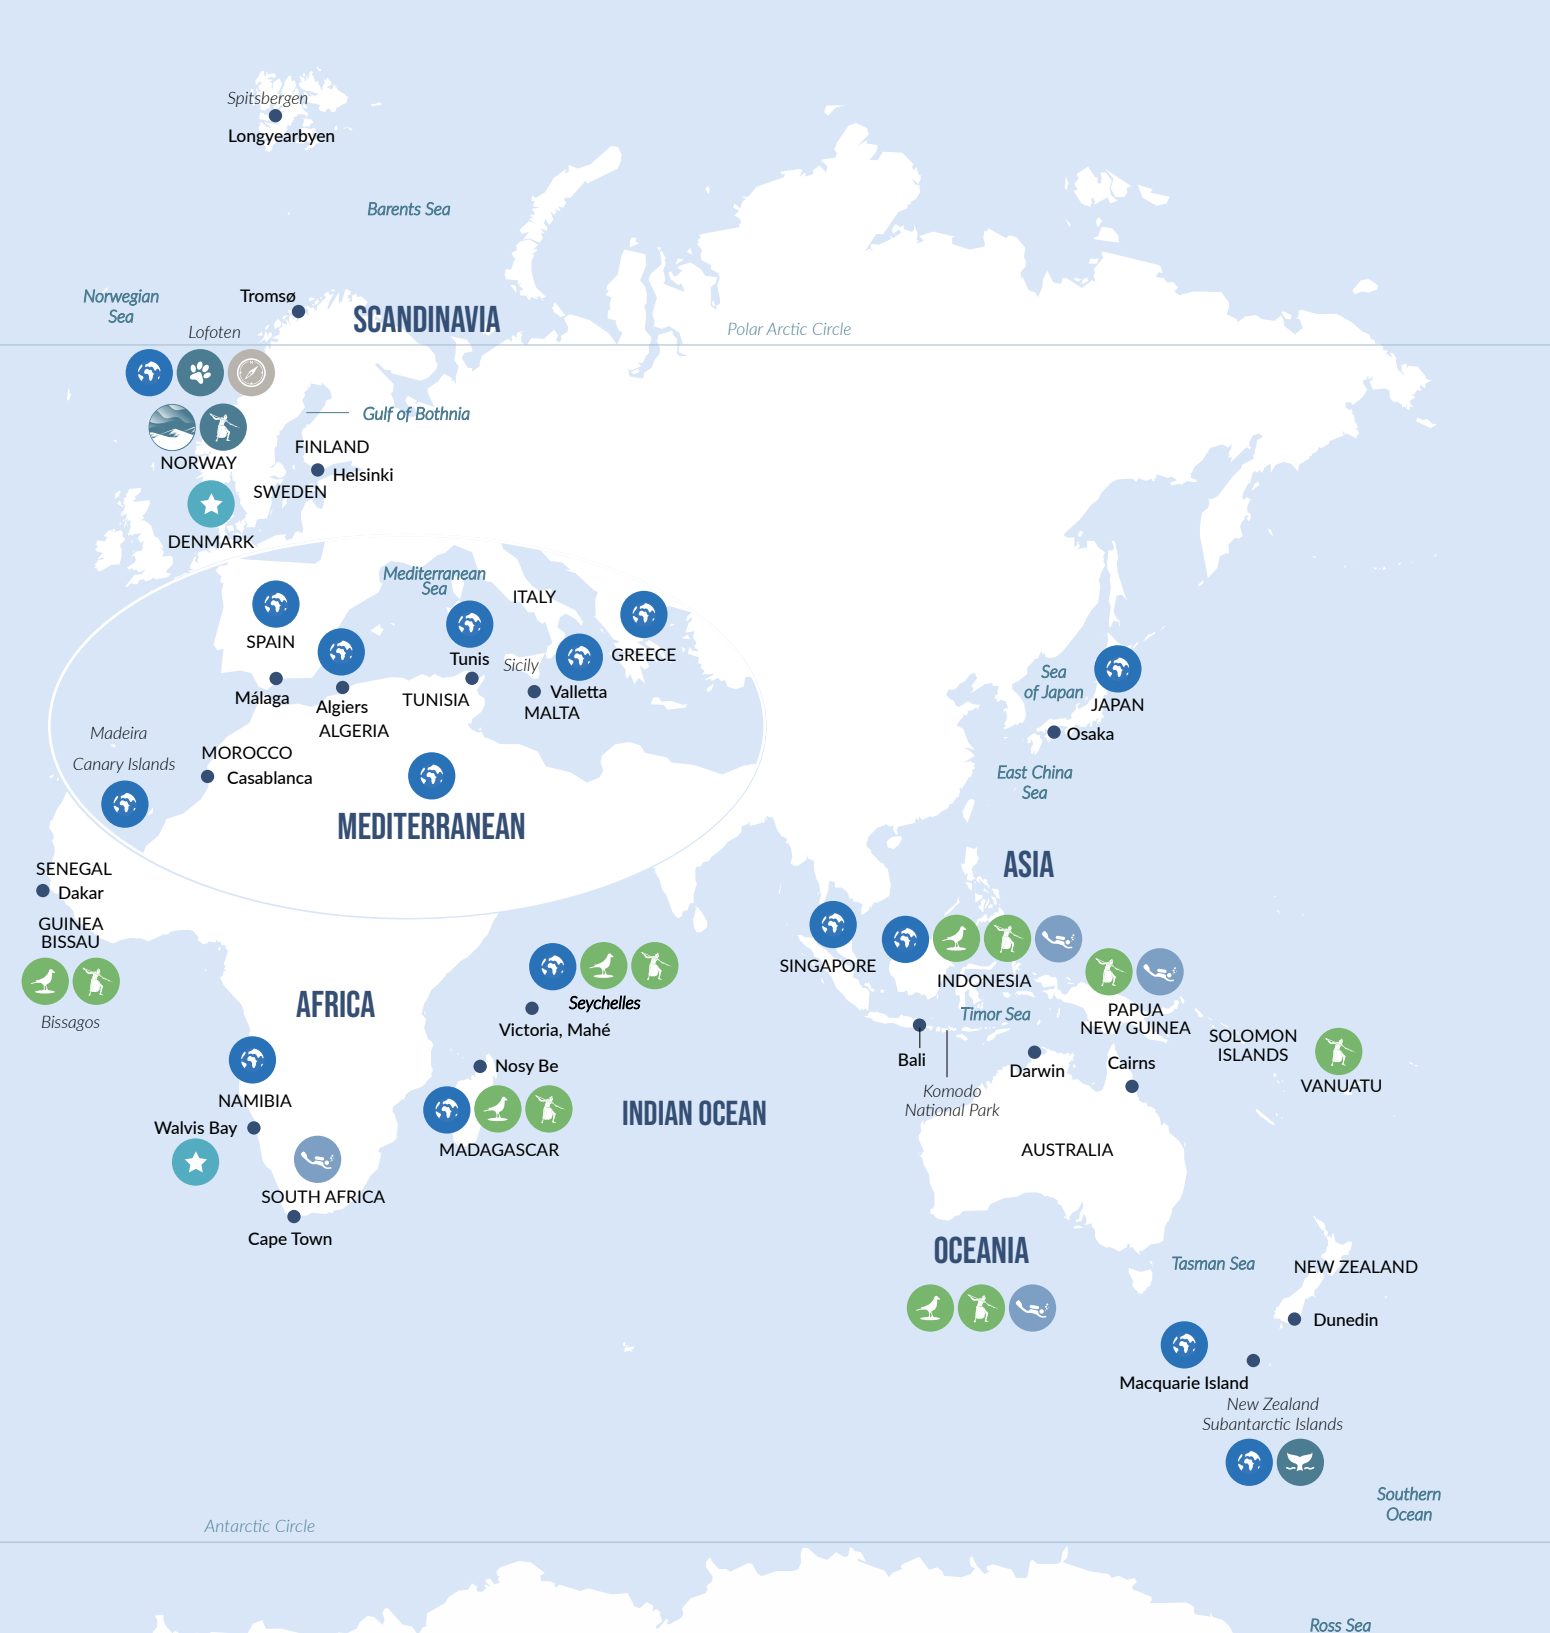 Spitsbergen
Longyearbyen
Barents Sea
Norwegian
Sea
Tromsø
SCANDINAVIA
Lofoten
Polar Arctic Circle
Gulf of Bothnia
FINLAND
NORWAY
Helsinki
SWEDEN
DENMARK
Mediterranean
Sea
ITALY
SPAIN
Tunis
Sicily
GREECE
Málaga
Algiers
TUNISIA
Valletta
MALTA
ALGERIA
Madeira
Canary Islands
MOROCCO
Casablanca
MEDITERRANEAN
Sea
of Japan
JAPAN
Osaka
East China
Sea
ASIA
SENEGAL
Dakar
GUINEA
BISSAU
Bissagos
AFRICA
Seychelles
Victoria, Mahé
SINGAPORE
INDONESIA
PAPUA
NEW GUINEA
Timor Sea
SOLOMON
ISLANDS
VANUATU
Bali
Darwin
Cairns
Komodo
National Park
Nosy Be
NAMIBIA
Walvis Bay
MADAGASCAR
INDIAN OCEAN
AUSTRALIA
SOUTH AFRICA
Cape Town
OCEANIA
Tasman Sea
NEW ZEALAND
Dunedin
Macquarie Island
New Zealand
Subantarctic Islands
Southern
Ocean
Antarctic Circle
Ross Sea